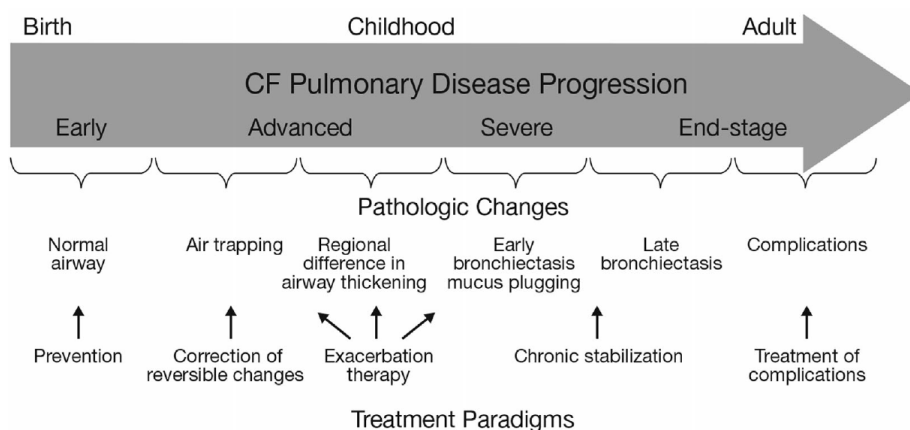 Birth Childhood Adult
CF Pulmonary Disease Progression
Early Advanced Severe End-stage
Pathologic Changes
Normal
airway
Air trapping
Regional
difference in
airway thickening
Early
bronchiectasis
mucus plugging
Late
bronchiectasis
Complications
Prevention
Correction of
reversible changes
Exacerbation
therapy
Chronic stabilization
Treatment of
complications
Treatment Paradigms